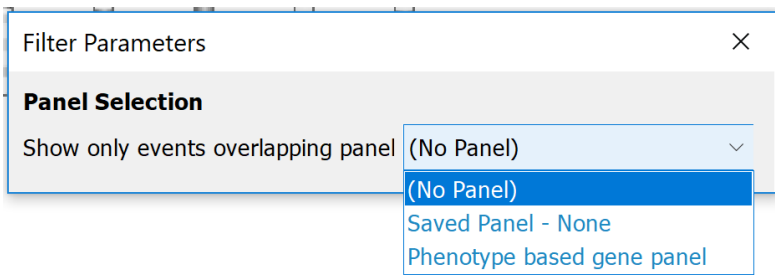 Filter Parameters
Panel Selection
Show only events overlapping panel (No Panel)
(No Panel)
Saved Panel - None
Phenotype based gene panel